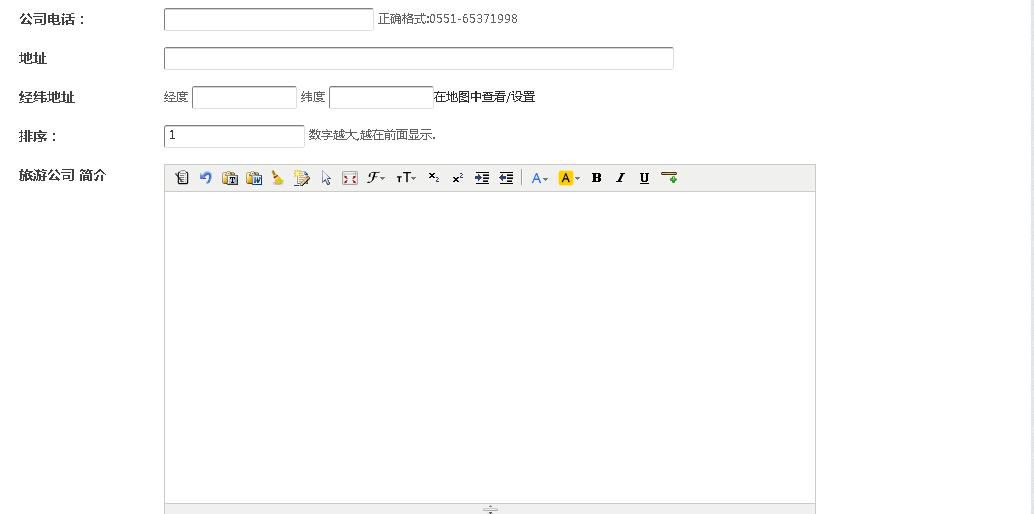 公司电话： 正确格式:0551-65371998
地址
经纬地址 经度 纬度 在地图中查看/设置
排序： 1 数字越大,越在前面显示.
旅游公司 简介